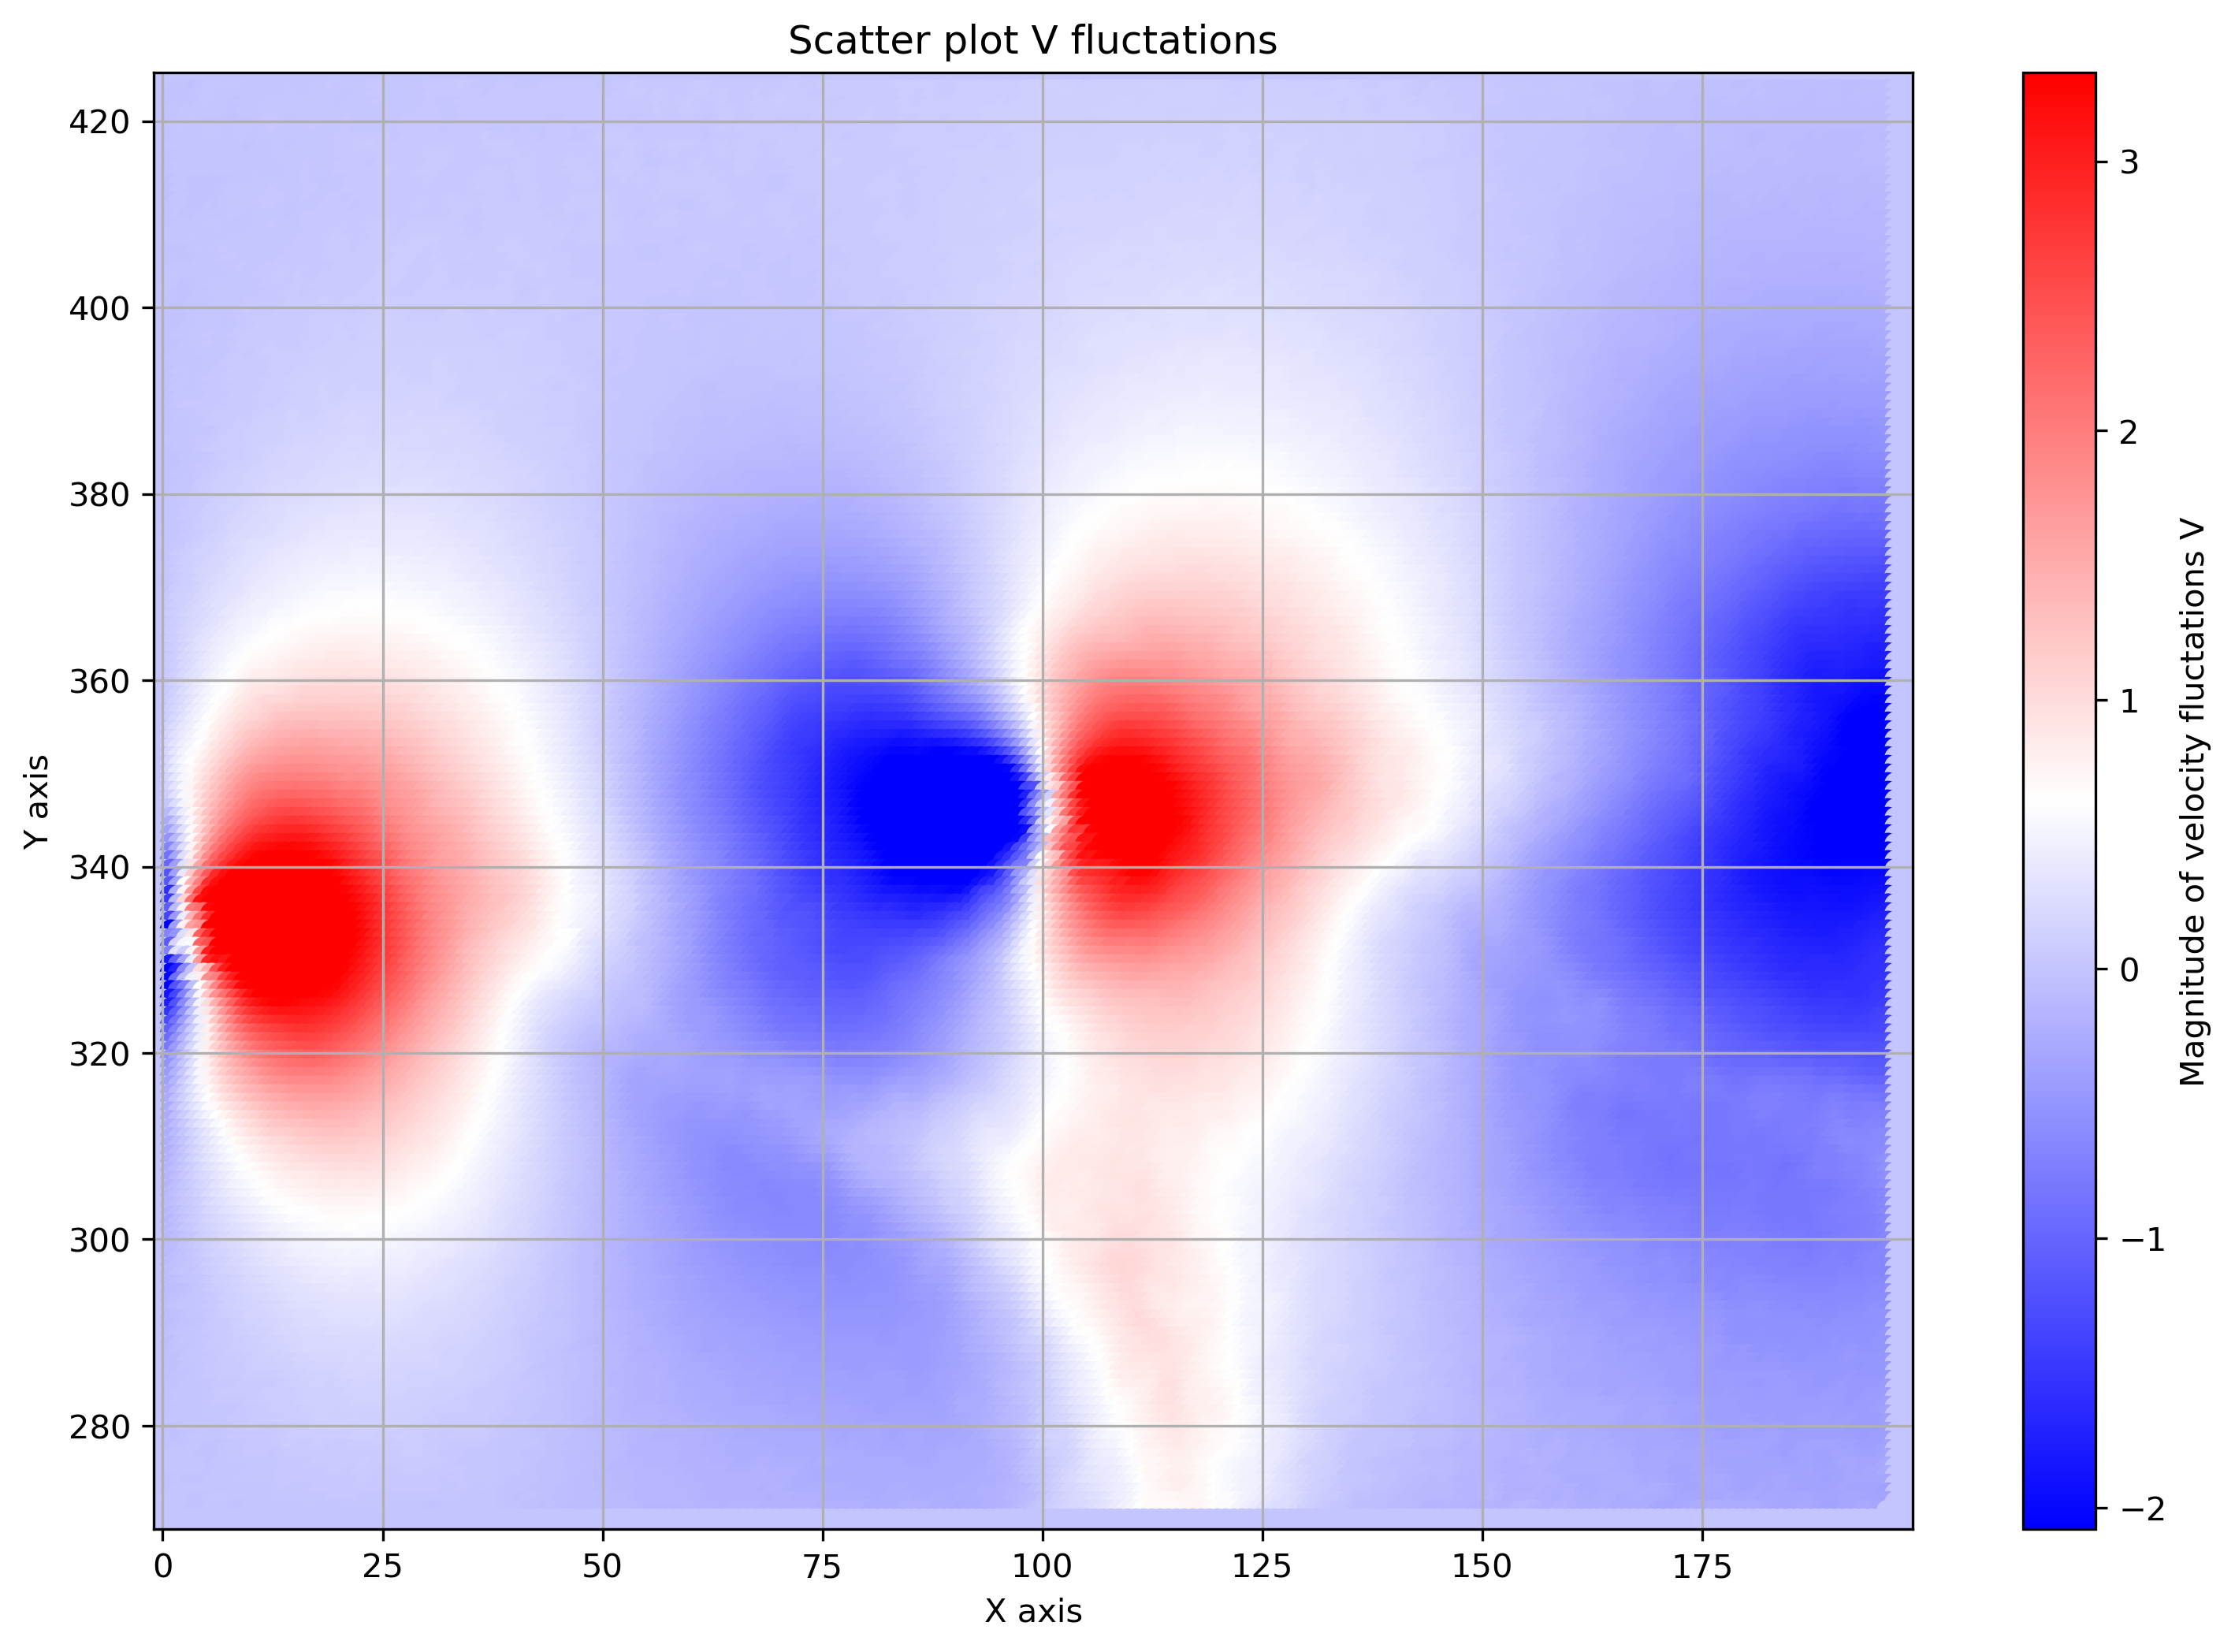 Scatter plot V fluctations
420
400
380
360
340
320
300
280
Y axis
0 25 50 75 100 125 150 175
X axis
3
2
1
0
−1
−2
Magnitude of velocity fluctations V